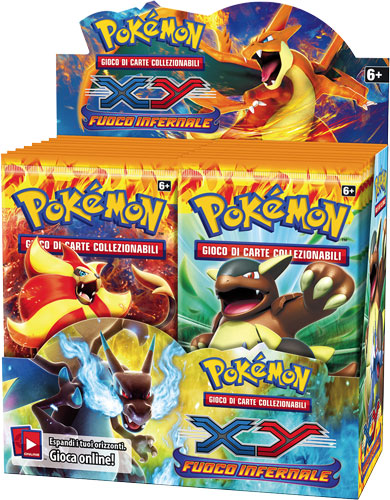 POKéMON
GIOCO DI CARTE COLLEZIONABILI
XY
FUOCO INFERNALE
6+
6+
POKéMON
GIOCO DI CARTE COLLEZIONABILI
6+
POKéMON
GIOCO DI CARTE COLLEZIONABILI
POKéMON
GIOCO DI CARTE COLLEZIONABILI
XY
FUOCO INFERNALE
ONLINE
Espandi i tuoi orizzonti.
Gioca online!